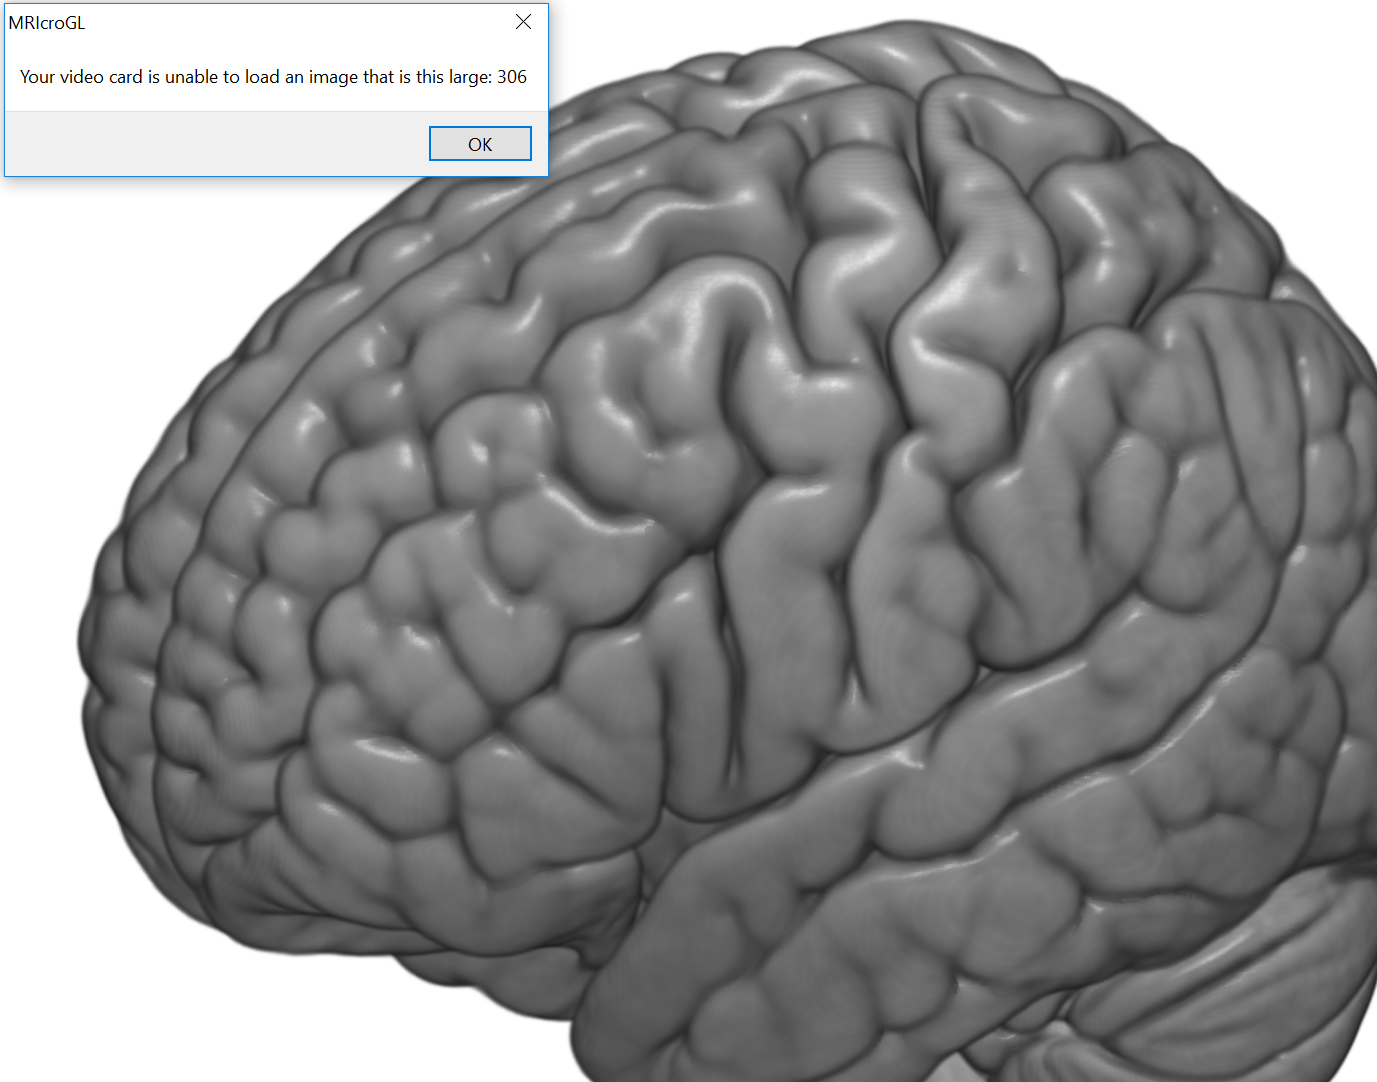 MRIcroGL
Your video card is unable to load an image that is this large: 306
OK